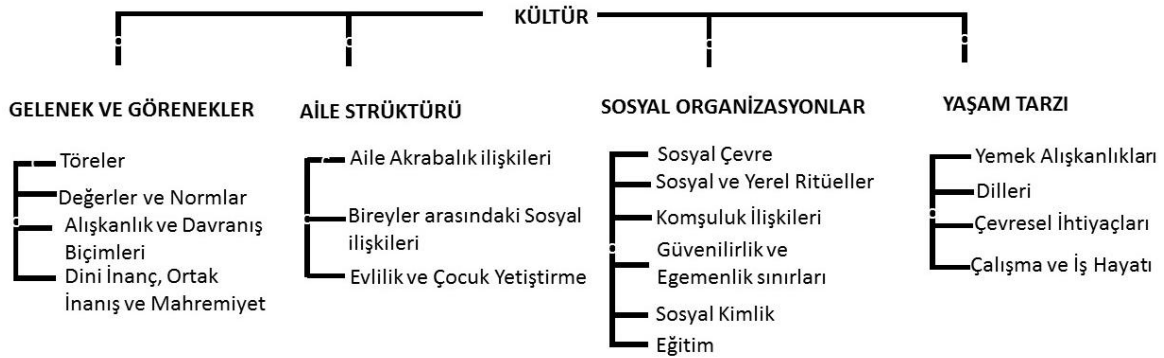 KÜLTÜR
GELENEK VE GÖRENEKLER
Töreler
Değerler ve Normlar
Alışkanlık ve Davranış
Biçimleri
Dini İnanç, Ortak
İnanış ve Mahremiyet
AİLE STRÜKTÜRÜ
Aile Akrabalık ilişkileri
Bireyler arasındaki Sosyal
ilişkileri
Evlilik ve Çocuk Yetiştirme
SOSYAL ORGANİZASYONLAR
Sosyal Çevre
Sosyal ve Yerel Ritüeller
Komşuluk İlişkileri
Güvenilirlik ve
Egemenlik sınırları
Sosyal Kimlik
Eğitim
YAŞAM TARZI
Yemek Alışkanlıkları
Dilleri
Çevresel İhtiyaçları
Çalışma ve İş Hayatı